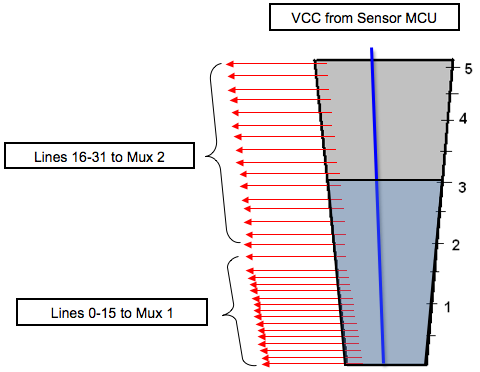 VCC from Sensor MCU
5
4
Lines 16-31 to Mux 2
3
2
Lines 0-15 to Mux 1
1